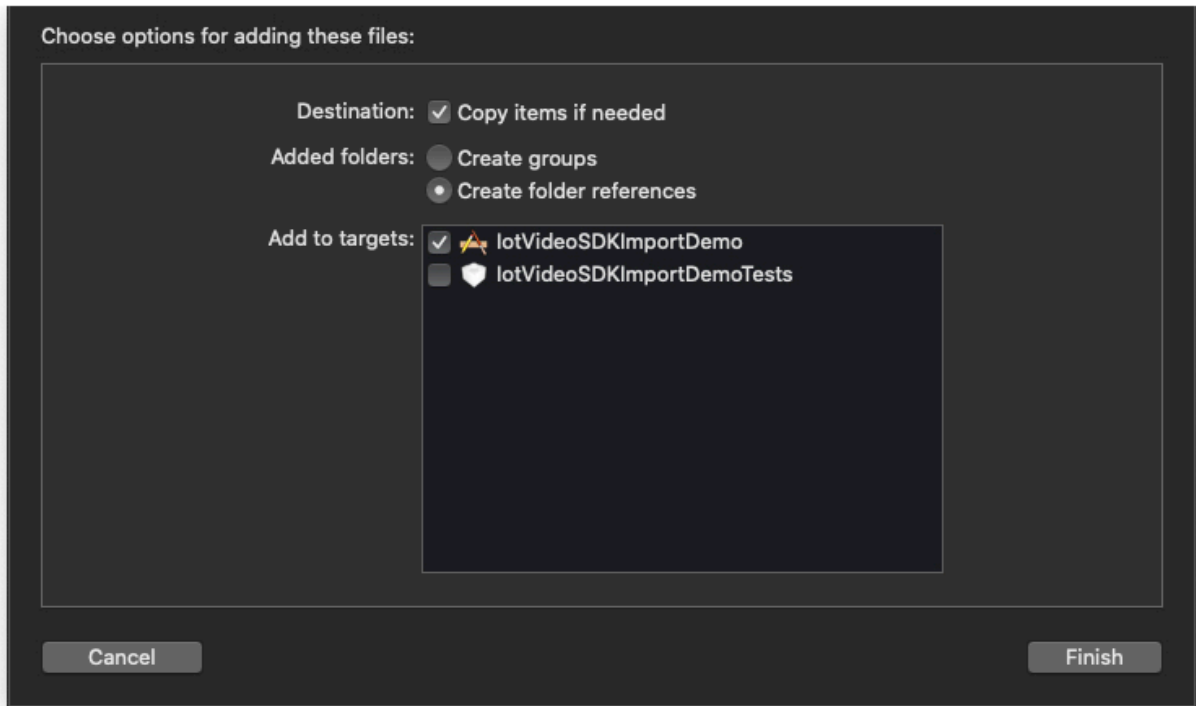 Choose options for adding these files:
Destination: Copy items if needed
Added folders: Create groups
Create folder references
Add to targets: IotVideoSDKImportDemo
IotVideoSDKImportDemoTests
Cancel Finish